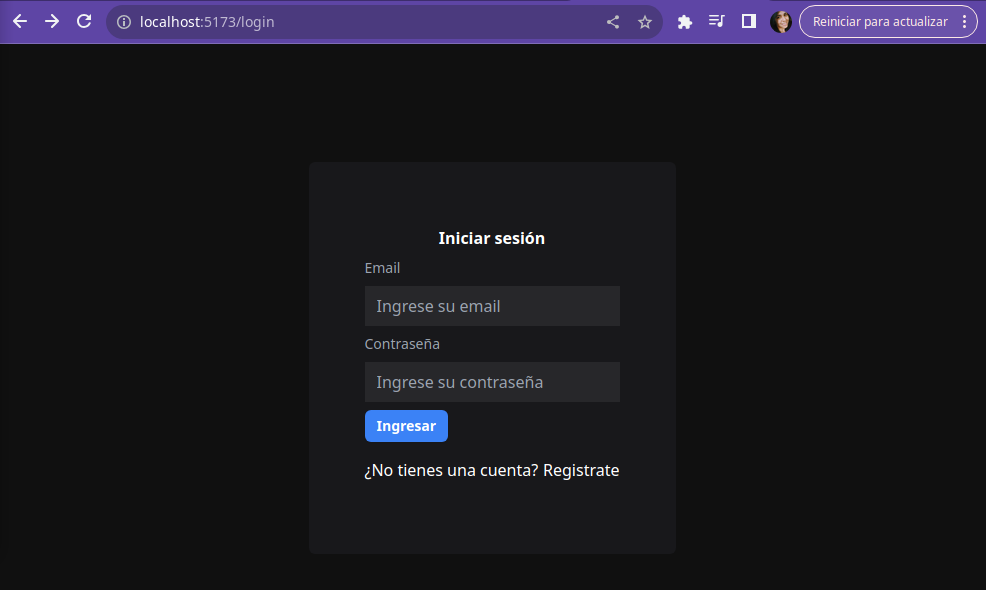 localhost:5173/login
Reiniciar para actualizar
Iniciar sesión
Email
Ingrese su email
Contraseña
Ingrese su contraseña
Ingresar
¿No tienes una cuenta? Registrate